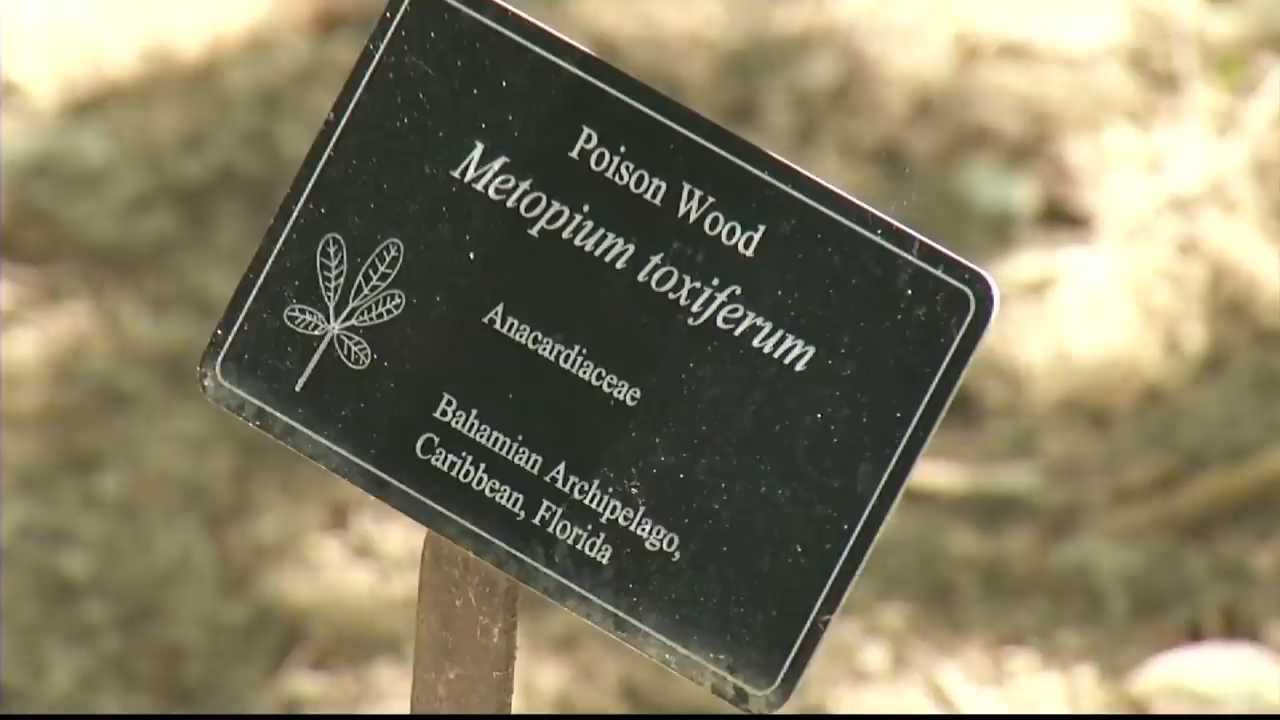 Poison Wood
Metopium toxiferum
Anacardiaceae
Bahamian Archipelago,
Caribbean, Florida